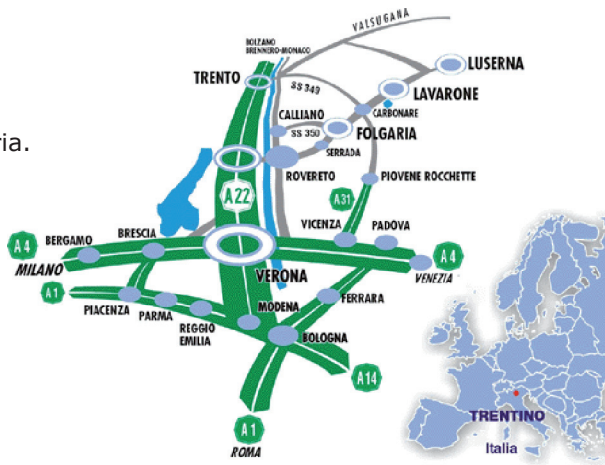 VALSUGANA
BOLZANO
BRENNERO-MONACO
TRENTO
LUSERNA
SS 349
LAVARONE
CARBONARE
CALLIANO
SS 350
FOLGARIA
SERRADA
ria.
ROVERETO
PIOVENE ROCCHETTE
A22
A31
VICENZA
PADOVA
A4
BERGAMO
BRESCIA
MILANO
VERONA
A4
VENEZIA
A1
PIACENZA
PARMA
REGGIO
EMILIA
MODENA
FERRARA
BOLOGNA
A14
A1
ROMA
TRENTINO
Italia